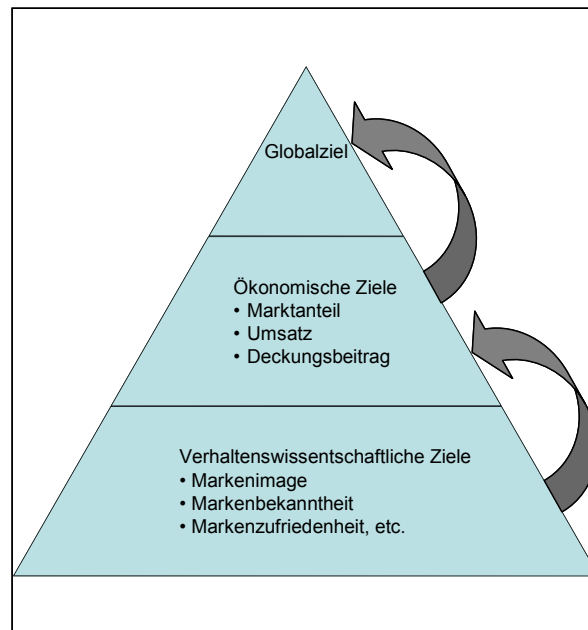 Globalziel
Ökonomische Ziele
• Marktanteil
• Umsatz
• Deckungsbeitrag
Verhaltenswissentschaftliche Ziele
• Markenimage
• Markenbekanntheit
• Markenzufriedenheit, etc.